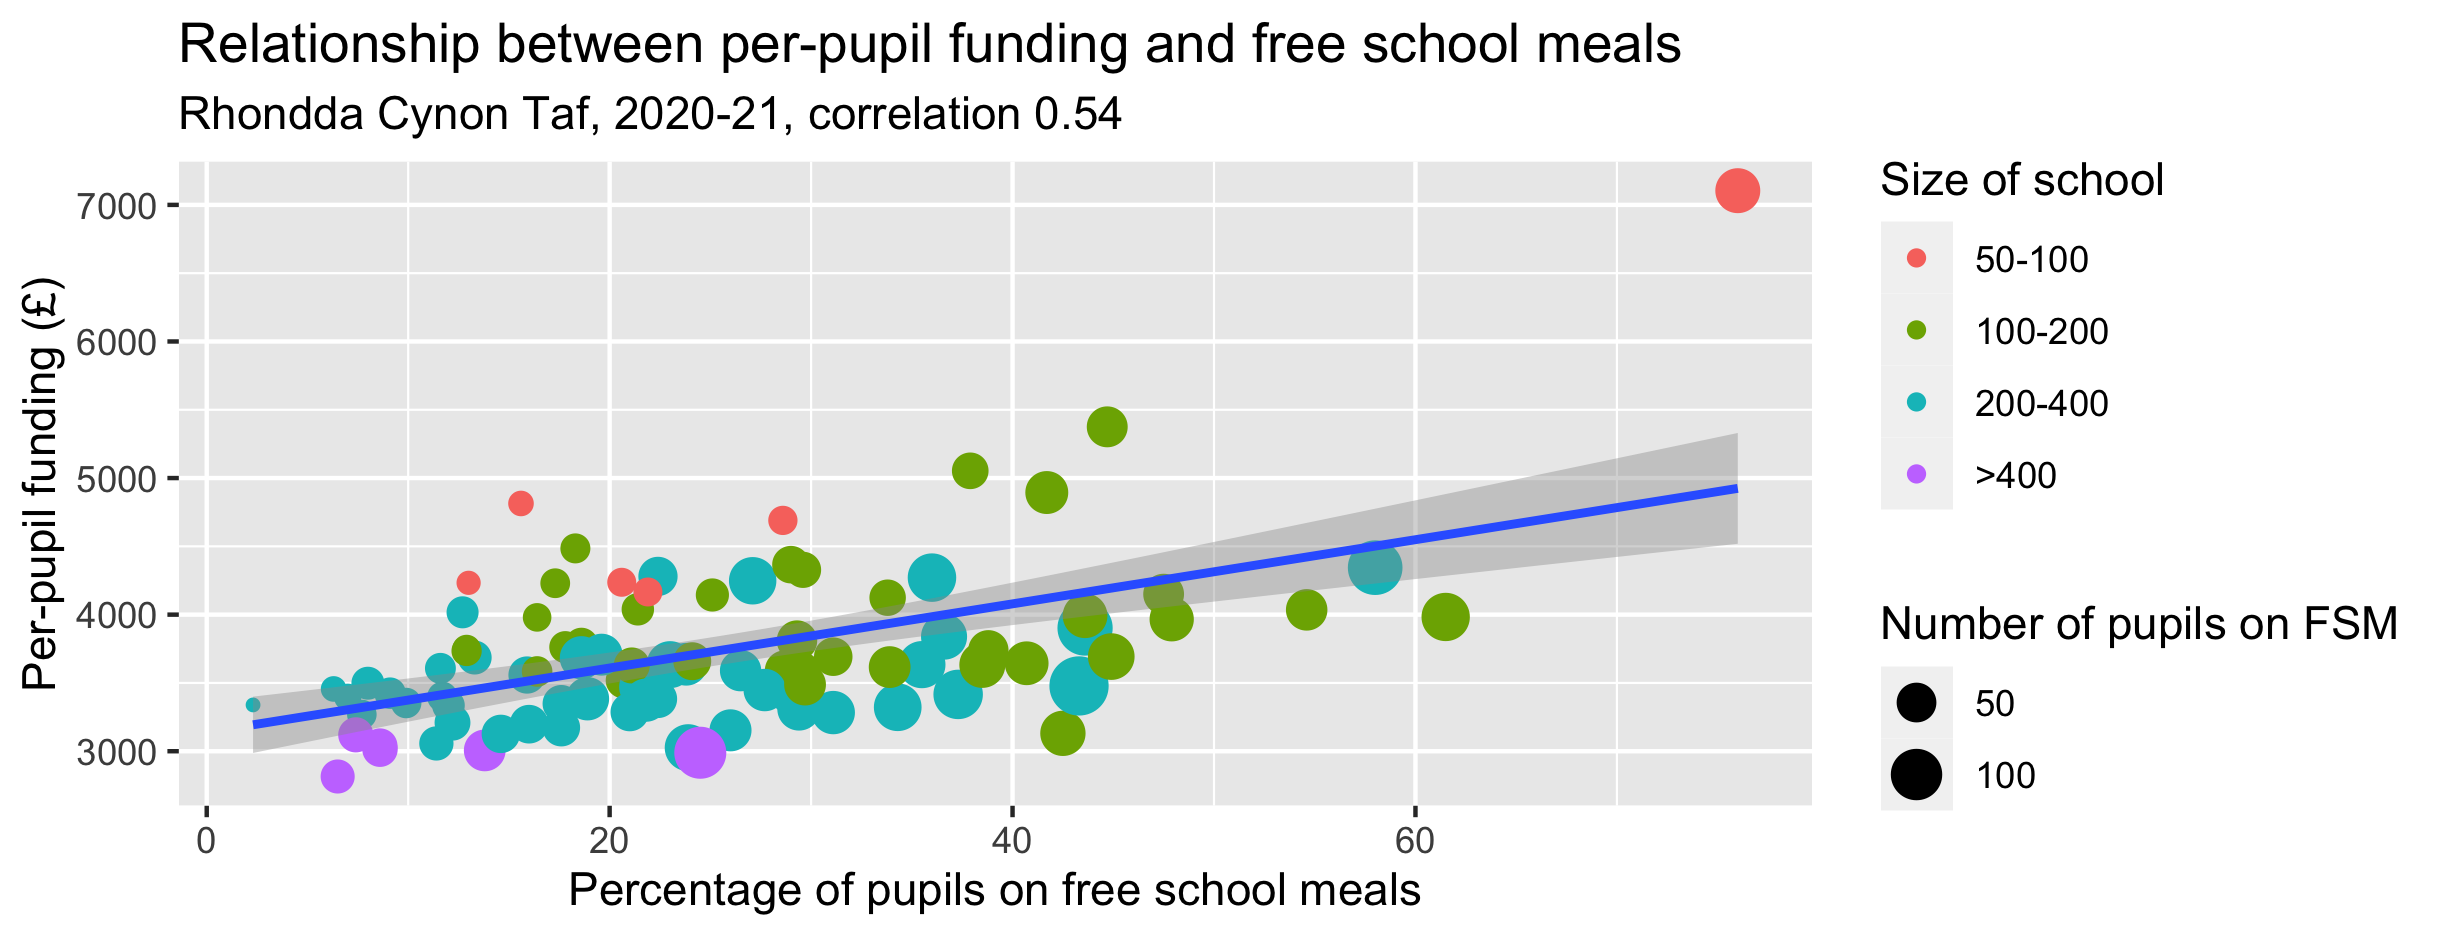 Relationship between per-pupil funding and free school meals
Rhondda Cynon Taf, 2020-21, correlation 0.54
Per-pupil funding (£)
7000
6000
5000
4000
3000
0 20 40 60
Percentage of pupils on free school meals
Size of school
50-100
100-200
200-400
>400
Number of pupils on FSM
50
100